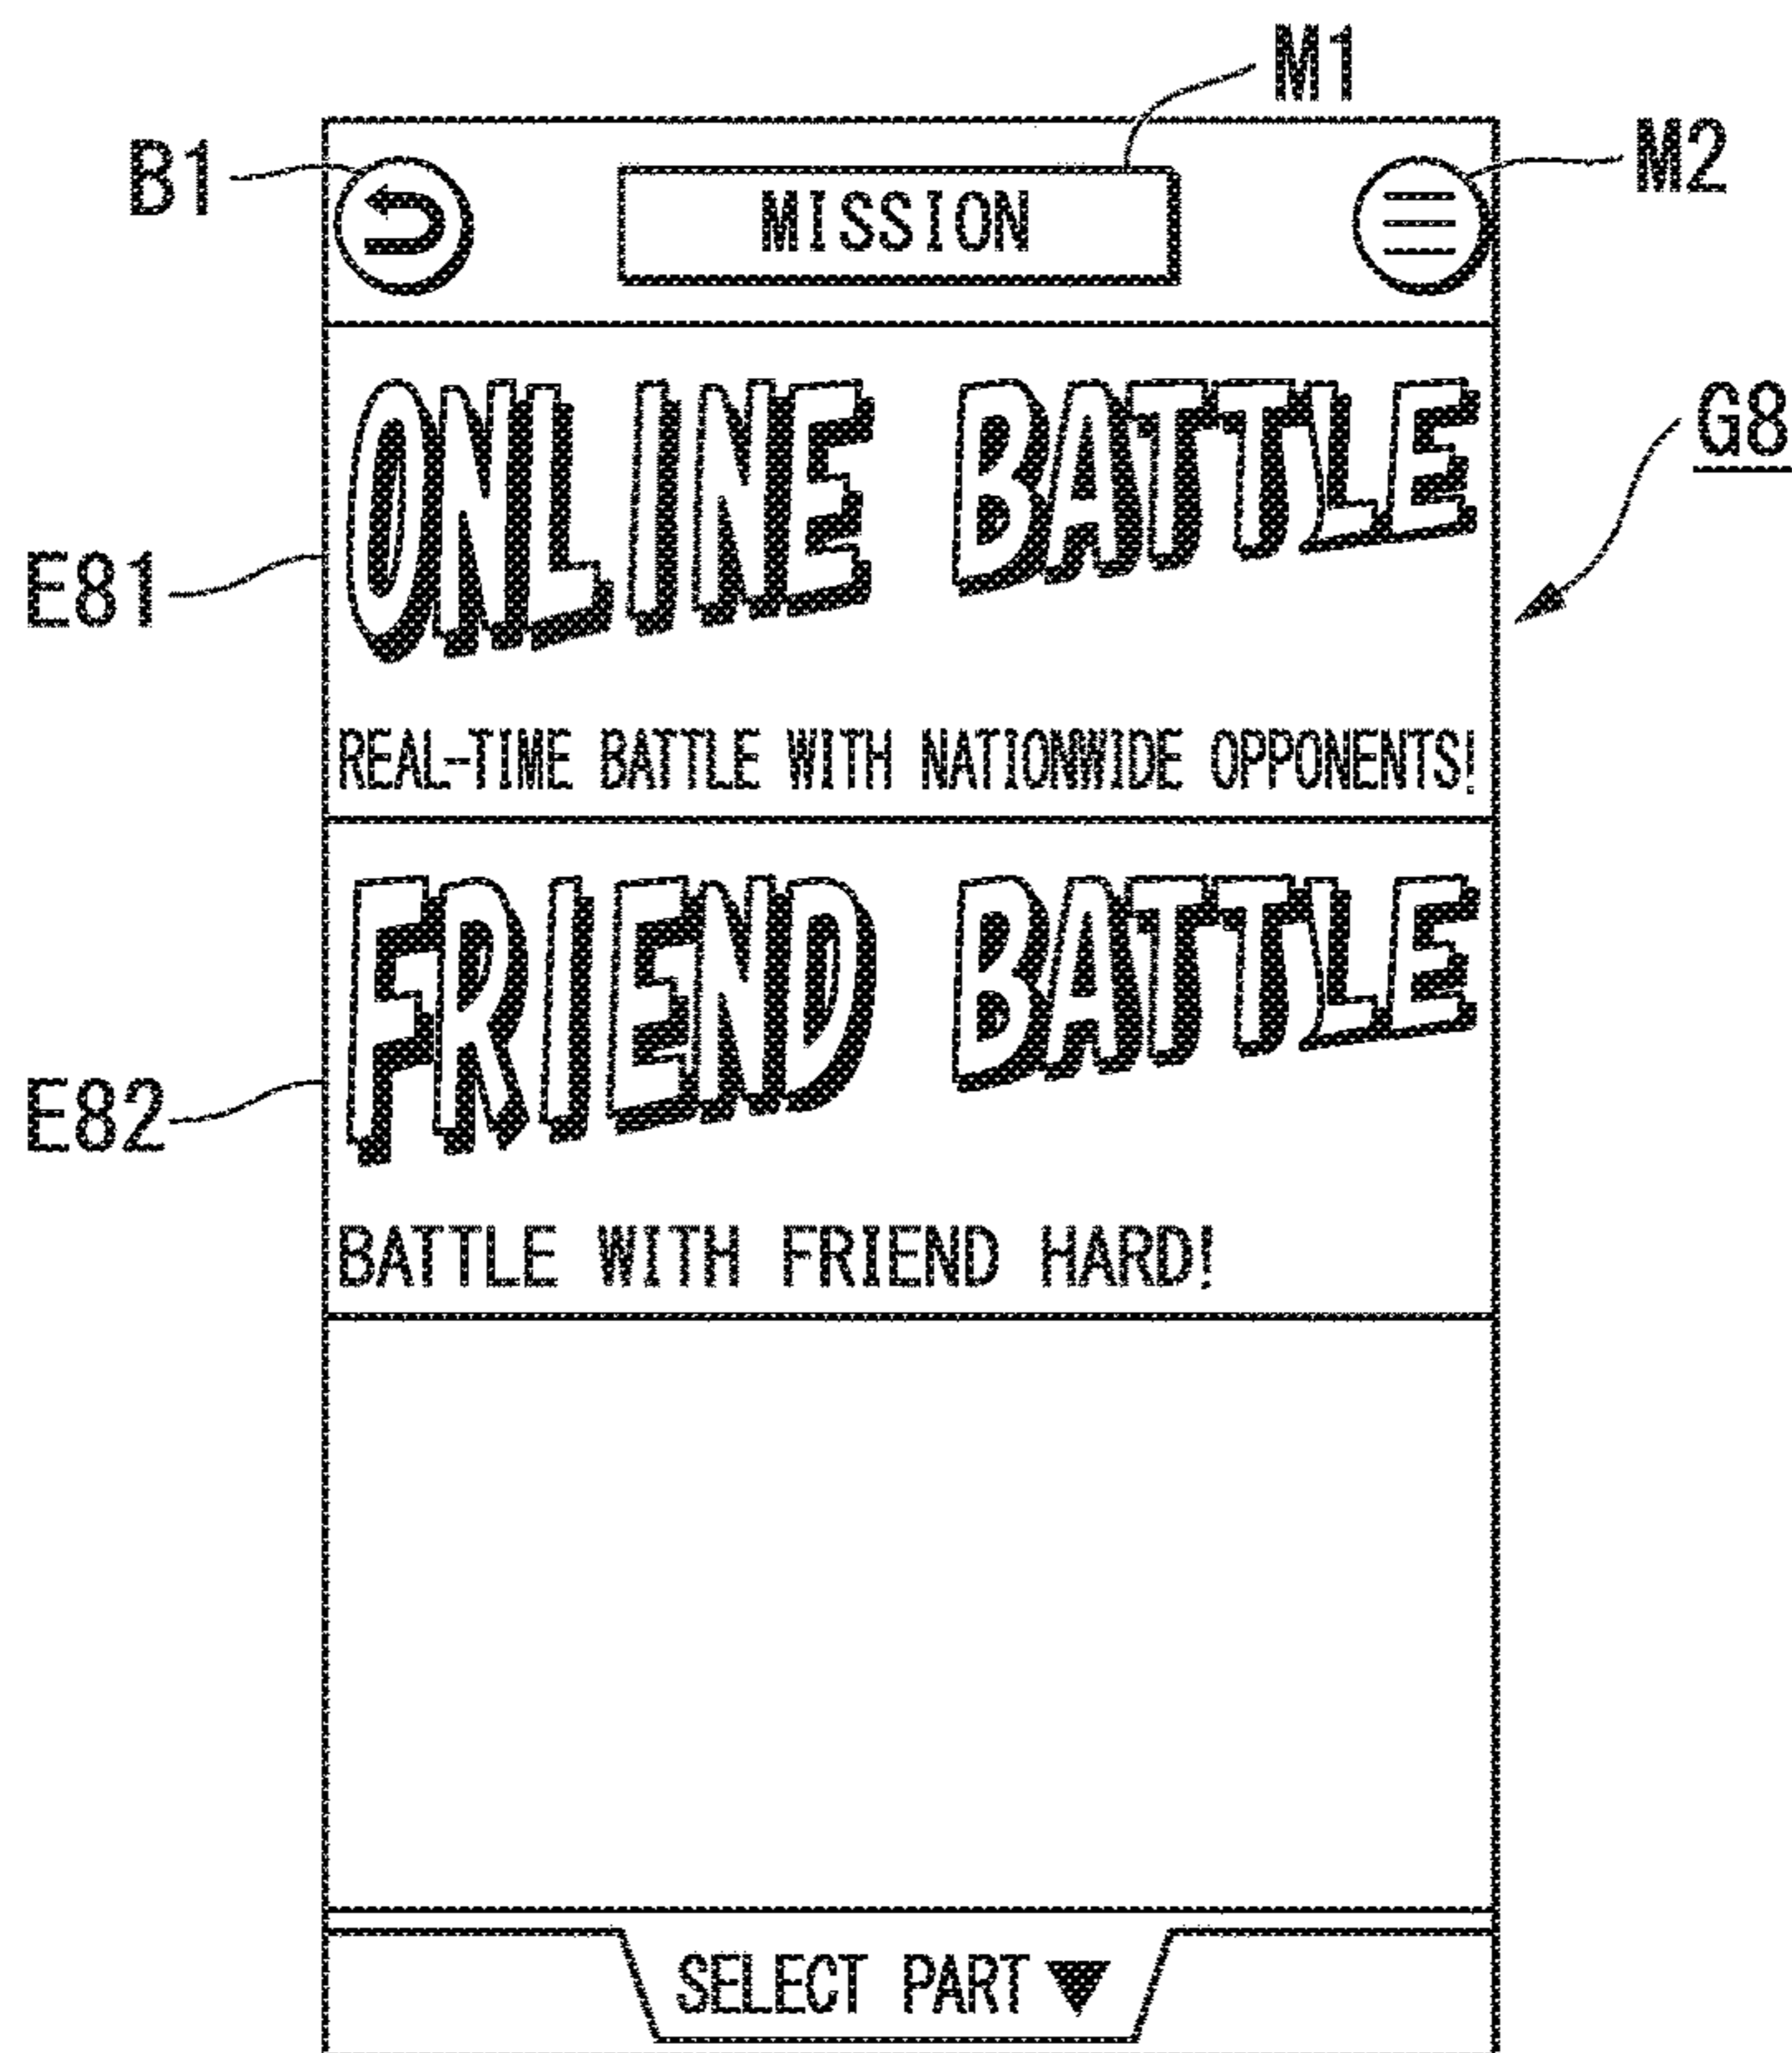 M1
B1
M2
MISSION
ONLINE BATTLE
G8
E81
REAL-TIME BATTLE WITH NATIONWIDE OPPONENTS!
FRIEND BATTLE
E82
BATTLE WITH FRIEND HARD!
SELECT PART▼